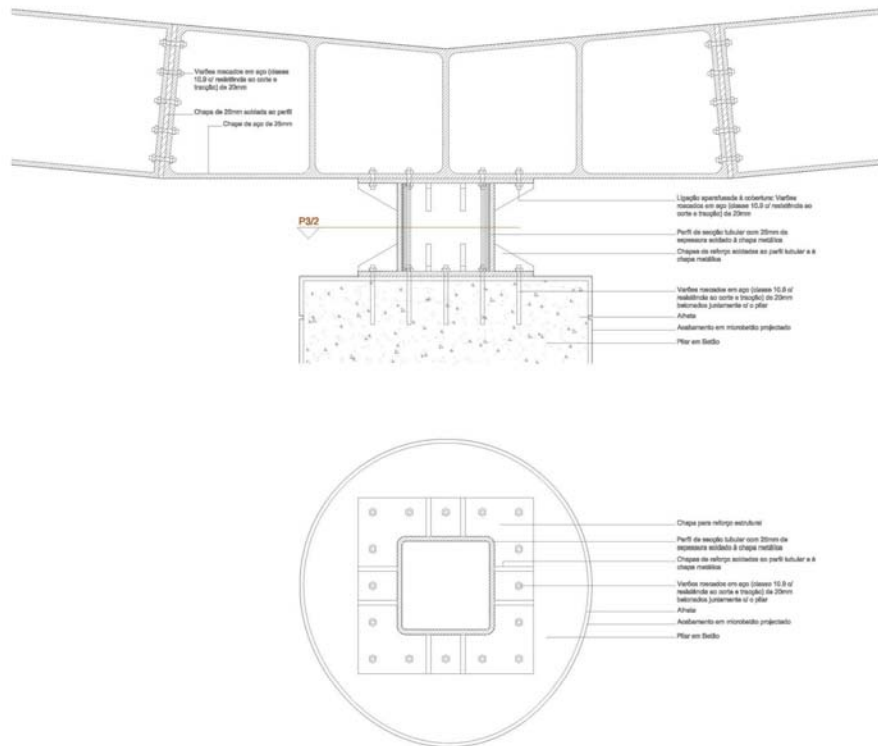 Varões roscados em aço (classe
10.9 c/ resistência ao corte e
tracção) de 20mm
Chapa de 25mm soldada ao perfil
Chapa de aço de 25mm
P3/2
Ligação aparafusada à cobertura: Varões
roscados em aço (classe 10.9 c/ resistência ao
corte e tracção) de 20mm
Perfil de secção tubular com 20mm de
espessura soldado à chapa metálica
Chapas de reforço soldadas ao perfil tubular e à
chapa metálica
Varões roscados em aço (classe 10.9 c/
resistência ao corte e tracção) de 20mm
betonados juntamente c/ o pilar
Alheta
Acabamento em microbetão projectado
Pilar em Betão
Chapa para reforço estrutural
Perfil de secção tubular com 20mm de
espessura soldado à chapa metálica
Chapas de reforço soldadas ao perfil tubular e à
chapa metálica
Varões roscados em aço (classe 10.9 c/
resistência ao corte e tracção) de 20mm
betonados juntamente c/ o pilar
Alheta
Acabamento em microbetão projectado
Pilar em Betão